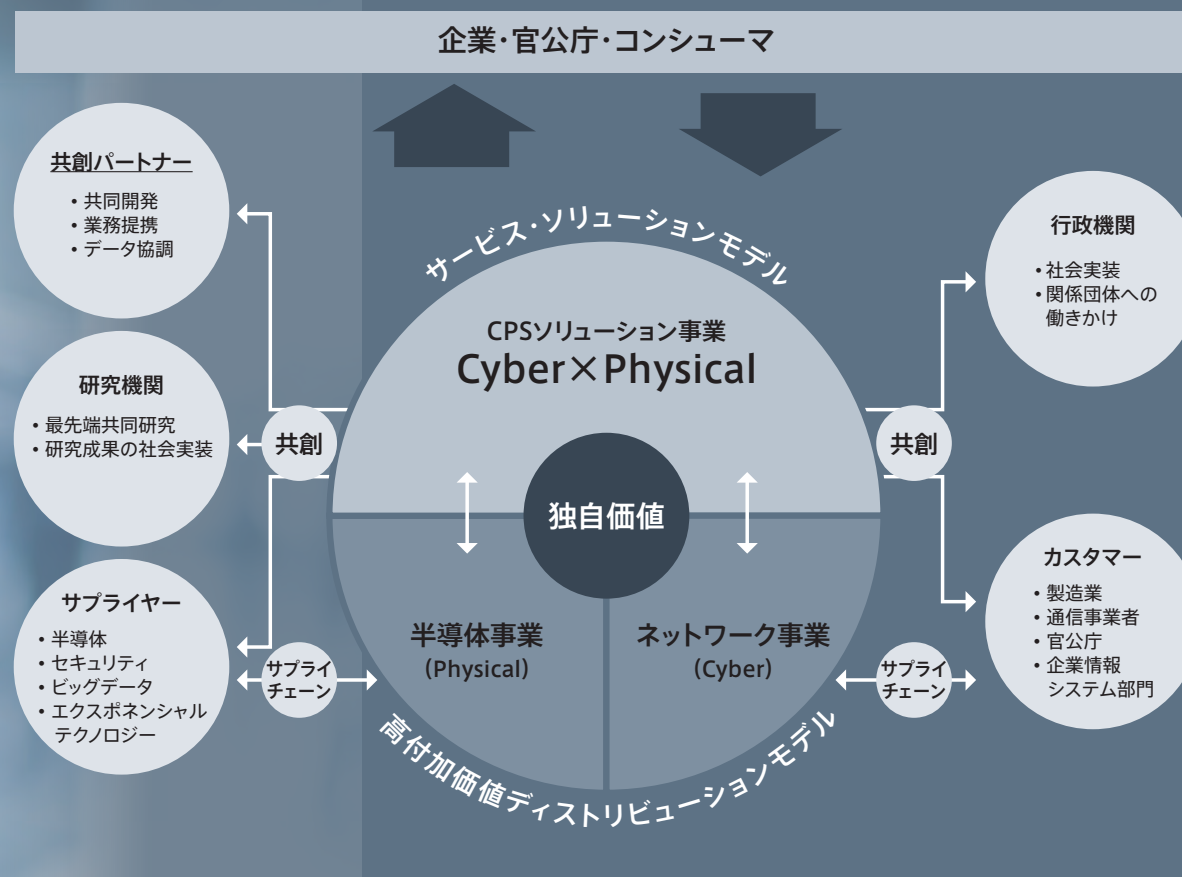 企業･官公庁･コンシューマ
共創パートナー
• 共同開発
• 業務提携
• データ協調
研究機関
• 最先端共同研究
• 研究成果の社会実装
サプライヤー
• 半導体
• セキュリティ
• ビッグデータ
• エクスポネンシャル
テクノロジー
共創
サプライ
チェーン
サービス･ソリューションモデル
CPSソリューション事業
Cyber×Physical
独自価値
半導体事業
(Physical)
ネットワーク事業
(Cyber)
高付加価値ディストリビューションモデル
共創
サプライ
チェーン
行政機関
• 社会実装
• 関係団体への
働きかけ
カスタマー
• 製造業
• 通信事業者
• 官公庁
• 企業情報
システム部門